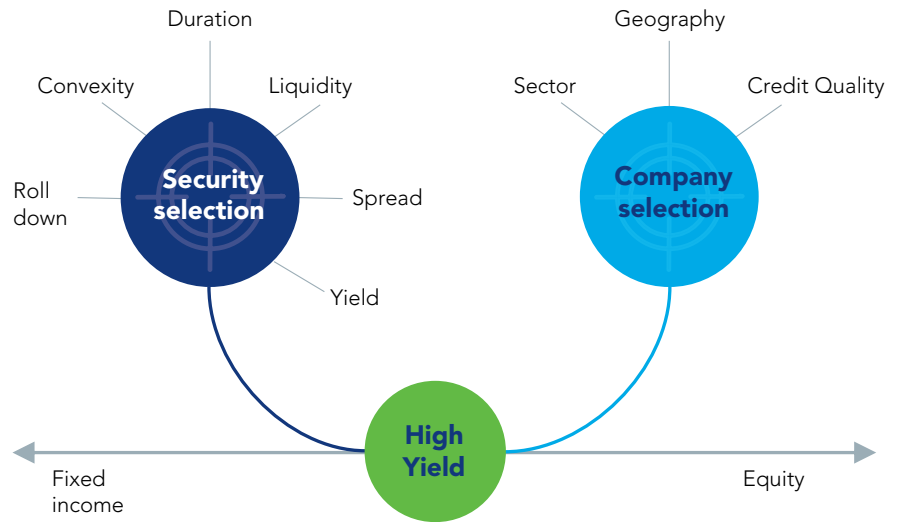 Duration
Geography
Convexity
Liquidity
Sector
Credit Quality
Security
selection
Company
selection
Roll
down
Spread
Yield
High
Yield
Fixed
income
Equity